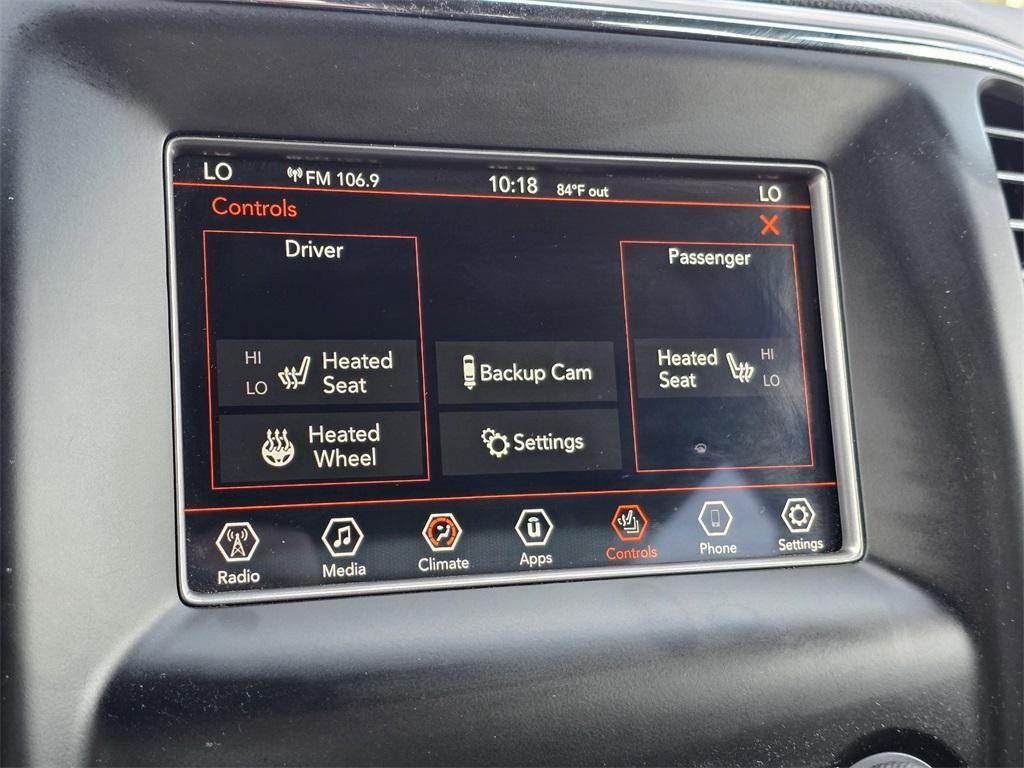 LO FM 106.9 10:18 84°F out LO
Controls
X
Driver
Passenger
HI
LO
Heated
Seat
Backup Cam
Heated
Seat
HI
LO
Heated
Wheel
Settings
Radio
Media
Climate
Apps
Controls
Phone
Settings